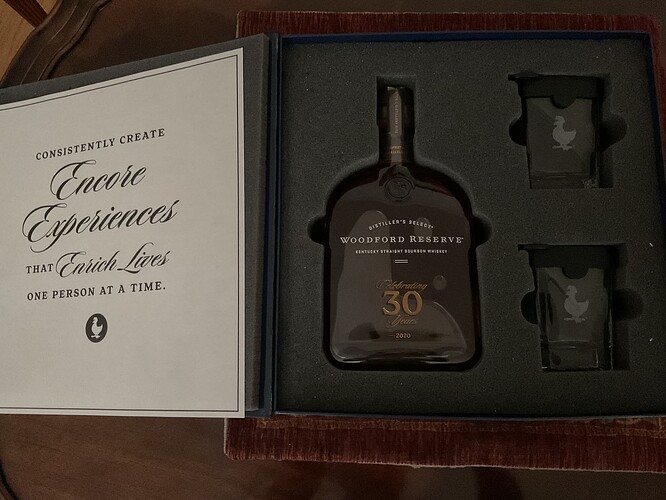 CONSISTENTLY CREATE
Encore
Experiences
THAT Enrich Lives
ONE PERSON AT A TIME.
DISTILLER'S SELECT
WOODFORD RESERVE
KENTUCKY STRAIGHT BOURBON WHISKEY
Celebrating
30
Years
2020